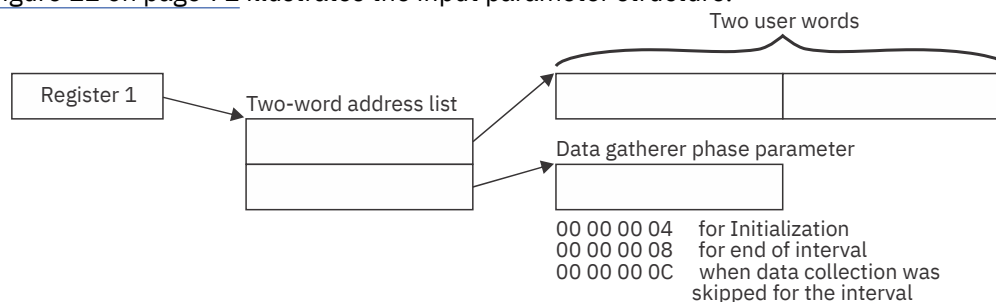 Figure 22 on page 72 illustrates the input parameter structure.
Two user words
Register 1
Two-word address list
Data gatherer phase parameter
00 00 00 04 for Initialization
00 00 00 08 for end of interval
00 00 00 0C when data collection was
skipped for the interval